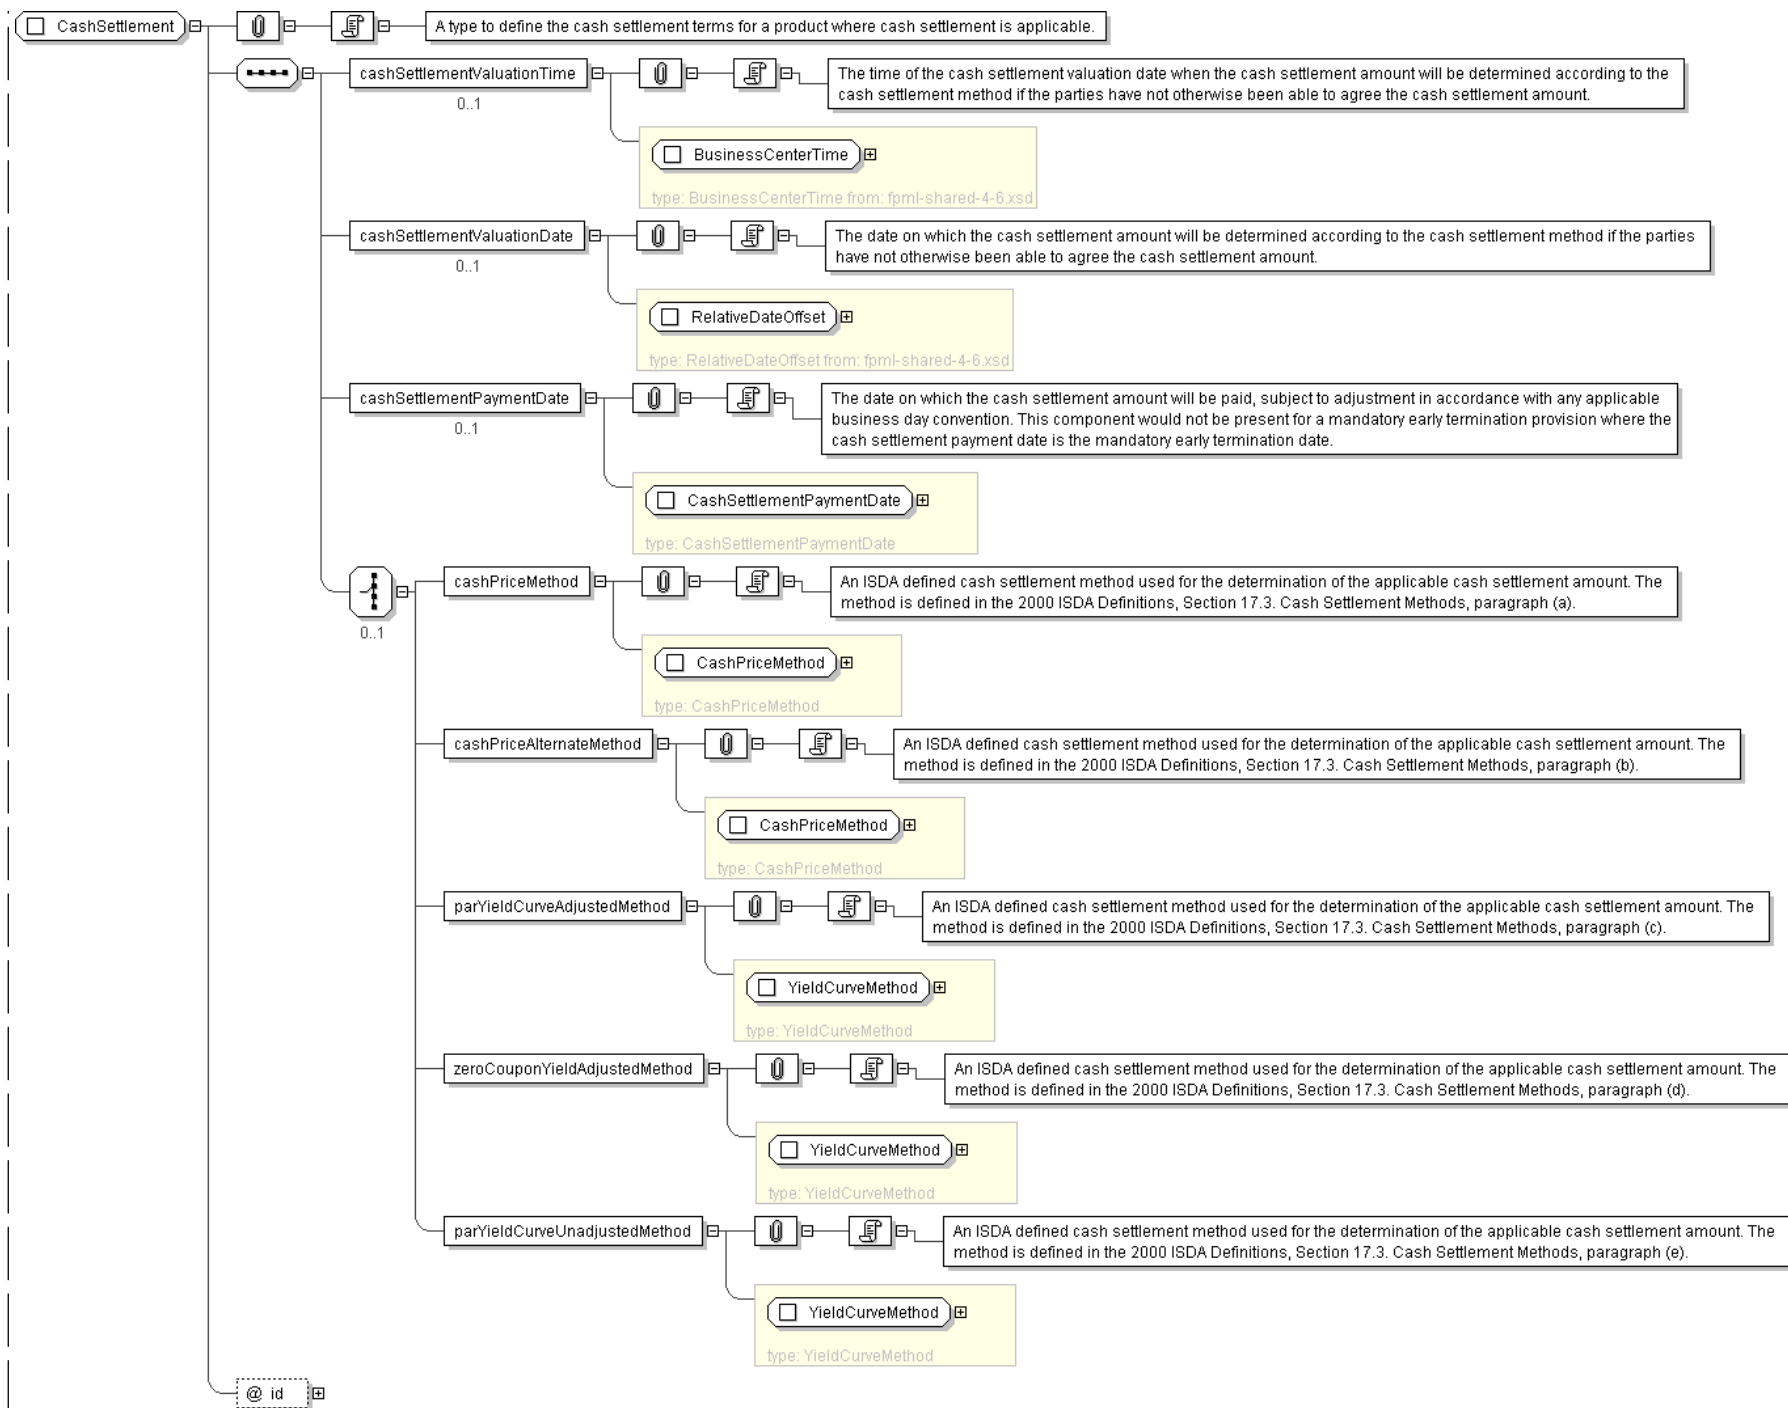 CashSettlement
A type to define the cash settlement terms for a product where cash settlement is applicable.
cashSettlementValuationTime
0..1
The time of the cash settlement valuation date when the cash settlement amount will be determined according to the
cash settlement method if the parties have not otherwise been able to agree the cash settlement amount.
BusinessCenterTime
type: BusinessCenterTime from: fpml-shared-4-6.xsd
cashSettlementValuationDate
0..1
The date on which the cash settlement amount will be determined according to the cash settlement method if the parties
have not otherwise been able to agree the cash settlement amount.
RelativeDateOffset
type: RelativeDateOffset from: fpml-shared-4-6.xsd
cashSettlementPaymentDate
0..1
The date on which the cash settlement amount will be paid, subject to adjustment in accordance with any applicable
business day convention. This component would not be present for a mandatory early termination provision where the
cash settlement payment date is the mandatory early termination date.
CashSettlementPaymentDate
type: CashSettlementPaymentDate
0..1
cashPriceMethod
An ISDA defined cash settlement method used for the determination of the applicable cash settlement amount. The
method is defined in the 2000 ISDA Definitions, Section 17.3. Cash Settlement Methods, paragraph (a).
CashPriceMethod
type: CashPriceMethod
cashPriceAlternateMethod
An ISDA defined cash settlement method used for the determination of the applicable cash settlement amount. The
method is defined in the 2000 ISDA Definitions, Section 17.3. Cash Settlement Methods, paragraph (b).
CashPriceMethod
type: CashPriceMethod
parYieldCurveAdjustedMethod
An ISDA defined cash settlement method used for the determination of the applicable cash settlement amount. The
method is defined in the 2000 ISDA Definitions, Section 17.3. Cash Settlement Methods, paragraph (c).
YieldCurveMethod
type: YieldCurveMethod
zeroCouponYieldAdjustedMethod
An ISDA defined cash settlement method used for the determination of the applicable cash settlement amount. The
method is defined in the 2000 ISDA Definitions, Section 17.3. Cash Settlement Methods, paragraph (d).
YieldCurveMethod
type: YieldCurveMethod
parYieldCurveUnadjustedMethod
An ISDA defined cash settlement method used for the determination of the applicable cash settlement amount. The
method is defined in the 2000 ISDA Definitions, Section 17.3. Cash Settlement Methods, paragraph (e).
YieldCurveMethod
type: YieldCurveMethod
@ id